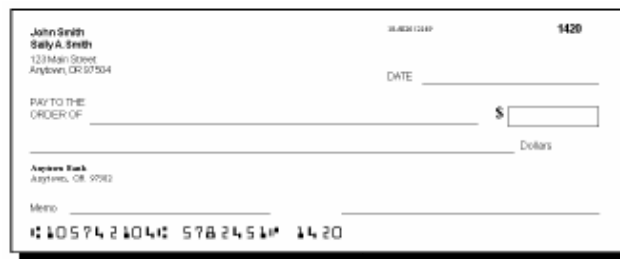 John Smith 1420
Sally A. Smith
123 Main Street
Anytown, OR 97504
DATE
PAY TO THE
ORDER OF $
Dollars
Anytown Bank
Anytown, OR 97502
Memo
⑆105742104⑆ 5782451⑈ 1420